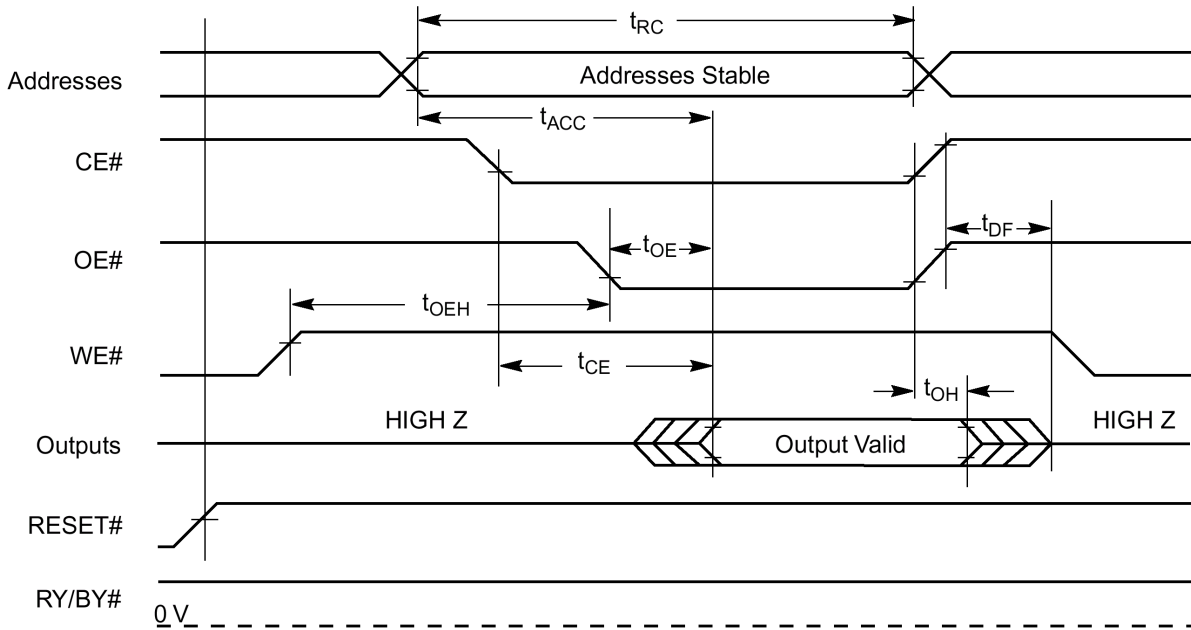 tRC
Addresses
Addresses Stable
tACC
CE#
tDF
OE#
tOE
tOEH
WE#
tCE
tOH
HIGH Z
HIGH Z
Outputs
Output Valid
RESET#
RY/BY#
0 V